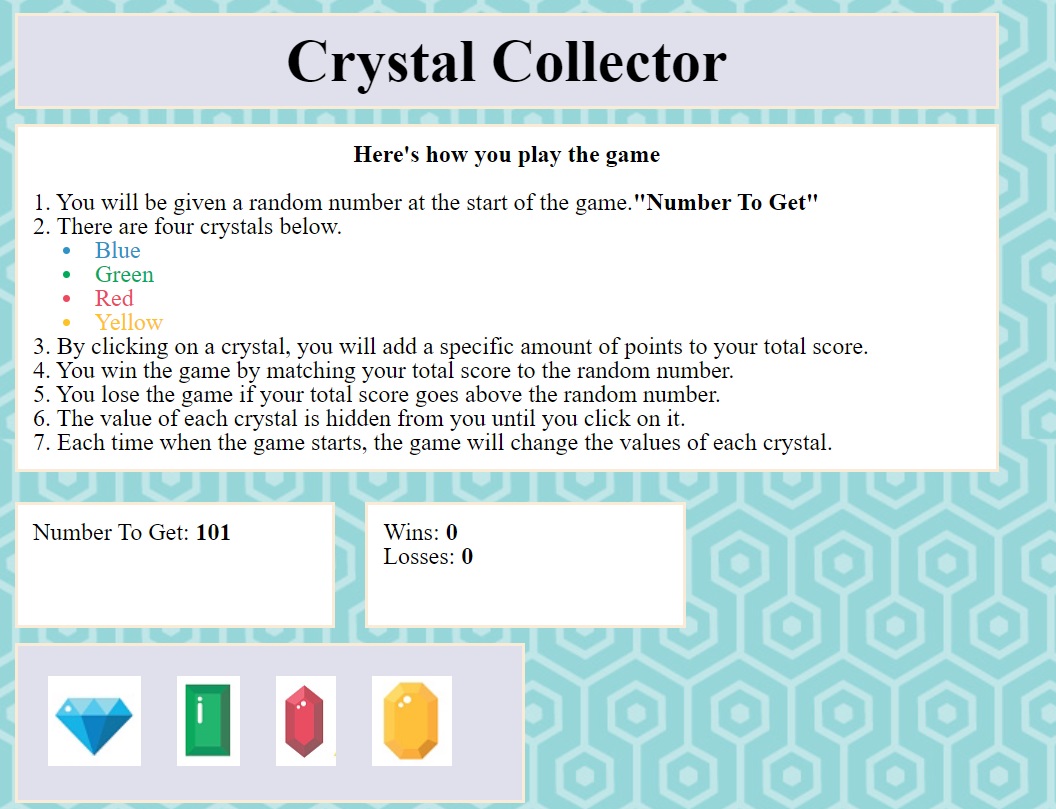 Crystal Collector
Here's how you play the game
1. You will be given a random number at the start of the game."Number To Get"
2. There are four crystals below.
• Blue
• Green
• Red
• Yellow
3. By clicking on a crystal, you will add a specific amount of points to your total score.
4. You win the game by matching your total score to the random number.
5. You lose the game if your total score goes above the random number.
6. The value of each crystal is hidden from you until you click on it.
7. Each time when the game starts, the game will change the values of each crystal.
Number To Get: 101
Wins: 0
Losses: 0